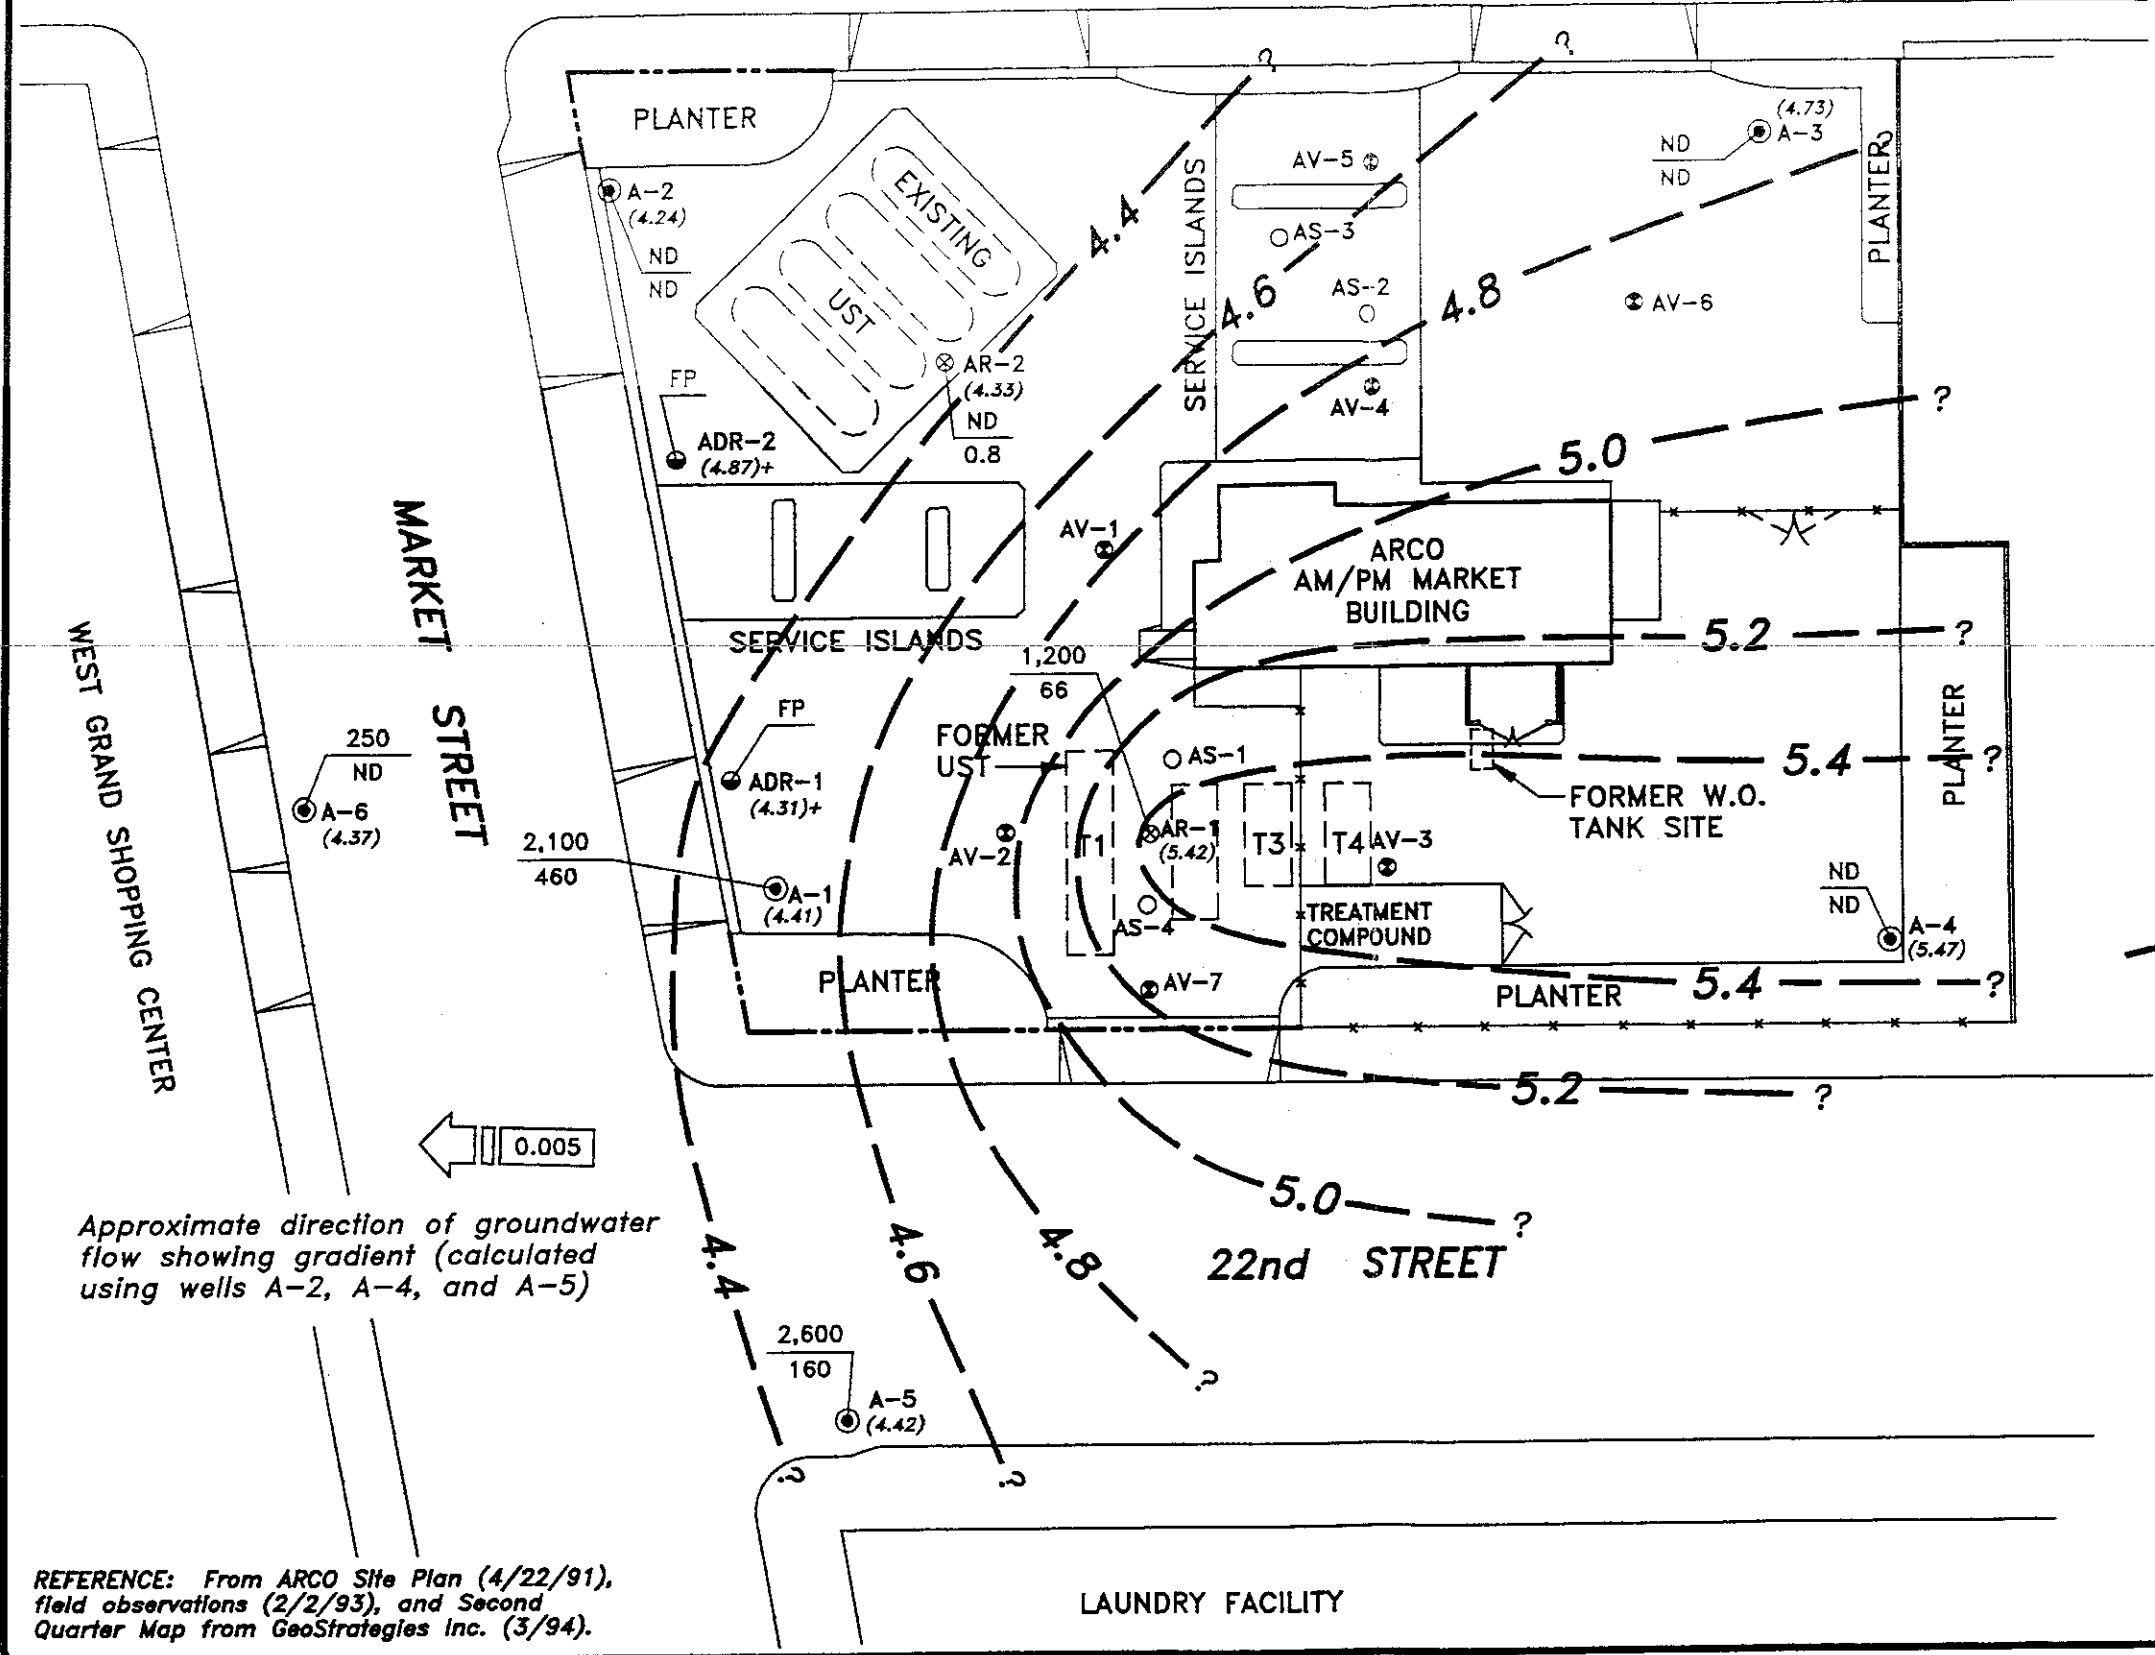 ?
?
PLANTER
(4.73)
A-3
ND
ND
?
PLANTER
AV-5
SERVICE ISLANDS
A-2
(4.24)
ND
ND
EXISTING
UST
4.4
AS-3
4.6
AS-2
4.8
AV-6
AR-2
(4.33)
ND
0.8
FP
ADR-2
(4.87)+
AV-4
5.0
?
MARKET STREET
AV-1
ARCO
AM/PM MARKET
BUILDING
SERVICE ISLANDS
5.2
?
1,200
66
WEST GRAND SHOPPING CENTER
FP
FORMER
UST
AS-1
5.4
?
PLANTER
250
ND
A-6
(4.37)
ADR-1
(4.31)+
FORMER W.O.
TANK SITE
2,100
460
A-1
(4.41)
AV-2
T1
AR-1
(5.42)
T3
T4
AV-3
ND
ND
A-4
(5.47)
AS-4
TREATMENT
COMPOUND
PLANTER
AV-7
PLANTER
5.4
?
5.2
?
0.005
5.0
?
Approximate direction of groundwater
flow showing gradient (calculated
using wells A-2, A-4, and A-5)
4.4
4.6
4.8
22nd STREET
2,600
160
?
A-5
(4.42)
?
?
REFERENCE: From ARCO Site Plan (4/22/91),
field observations (2/2/93), and Second
Quarter Map from GeoStrategies Inc. (3/94).
LAUNDRY FACILITY